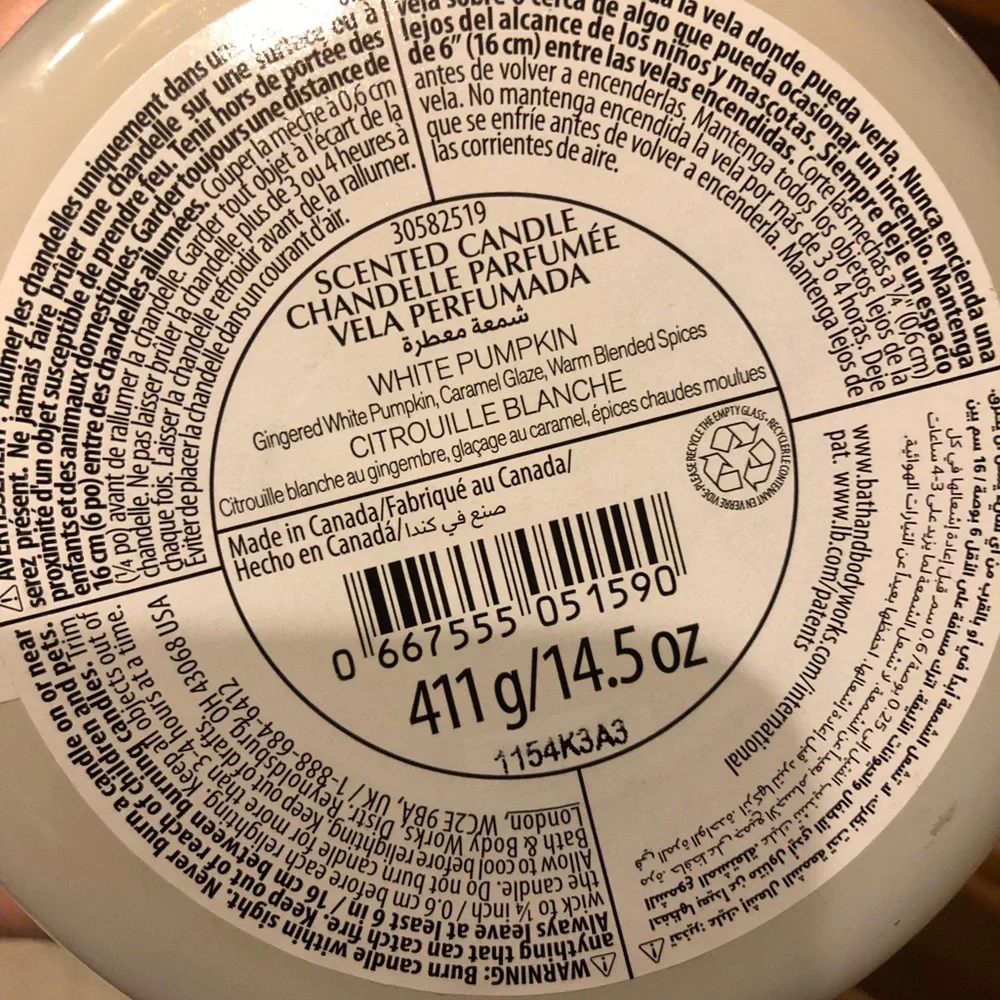 30582519
SCENTED CANDLE
CHANDELLE PARFUMÉE
VELA PERFUMADA
شمعة معطرة
WHITE PUMPKIN
Gingered White Pumpkin, Caramel Glaze, Warm Blended Spices
CITROUILLE BLANCHE
Citrouille blanche au gingembre, glaçage au caramel, épices chaudes moulues
Made in Canada/Fabriqué au Canada/
Hecho en Canadá/صنع في كندا
0 667555 051590
411 g/14.5 oz
1154K3A3
PLEASE RECYCLE THE EMPTY GLASS • RECYCLER LE CONTENANT EN VERRE VIDE •
AVERTISSEMENT : Allumer les chandelles uniquement dans
serez présent. Ne jamais faire brûler une chandelle sur une surface ou à
proximité d'un objet susceptible de prendre feu. Tenir hors de portée des
enfants et des animaux domestiques. Garder toujours une distance de
16 cm (6 po) entre des chandelles allumées. Couper la mèche à 0,6 cm
(¼ po) avant de rallumer la chandelle. Garder tout objet à l'écart de la
chandelle. Ne pas laisser brûler la chandelle plus de 3 ou 4 heures à
chaque fois. Laisser la chandelle refroidir avant de la rallumer.
Éviter de placer la chandelle dans un courant d'air.
la vela donde pueda verla. Nunca encienda una
vela sobre o cerca de algo que pueda ocasionar un incendio. Mantenga
lejos del alcance de los niños y mascotas. Siempre deje un espacio
de 6” (16 cm) entre las velas encendidas. Corte las mechas a ¼” (0,6 cm)
antes de volver a encenderlas. Mantenga todos los objetos lejos de la
vela. No mantenga encendida la vela por más de 3 o 4 horas. Deje
que se enfríe antes de volver a encenderla. Mantenga lejos de
las corrientes de aire.
www.bathandbodyworks.com/international
pat. www.lb.com/patents
WARNING: Burn candle within sight. Never burn a candle on or near
anything that can catch fire. Keep out of reach of children and pets.
Always leave at least 6 in / 16 cm between burning candles. Trim
wick to ¼ inch / 0.6 cm before each relighting. Keep all objects out of
the candle. Do not burn candle for more than 3-4 hours at a time.
Allow to cool before relighting. Keep out of drafts.
Bath & Body Works Distr. Reynoldsburg, OH 43068 USA
London, WC2E 9BA, UK / 1-888-684-6412